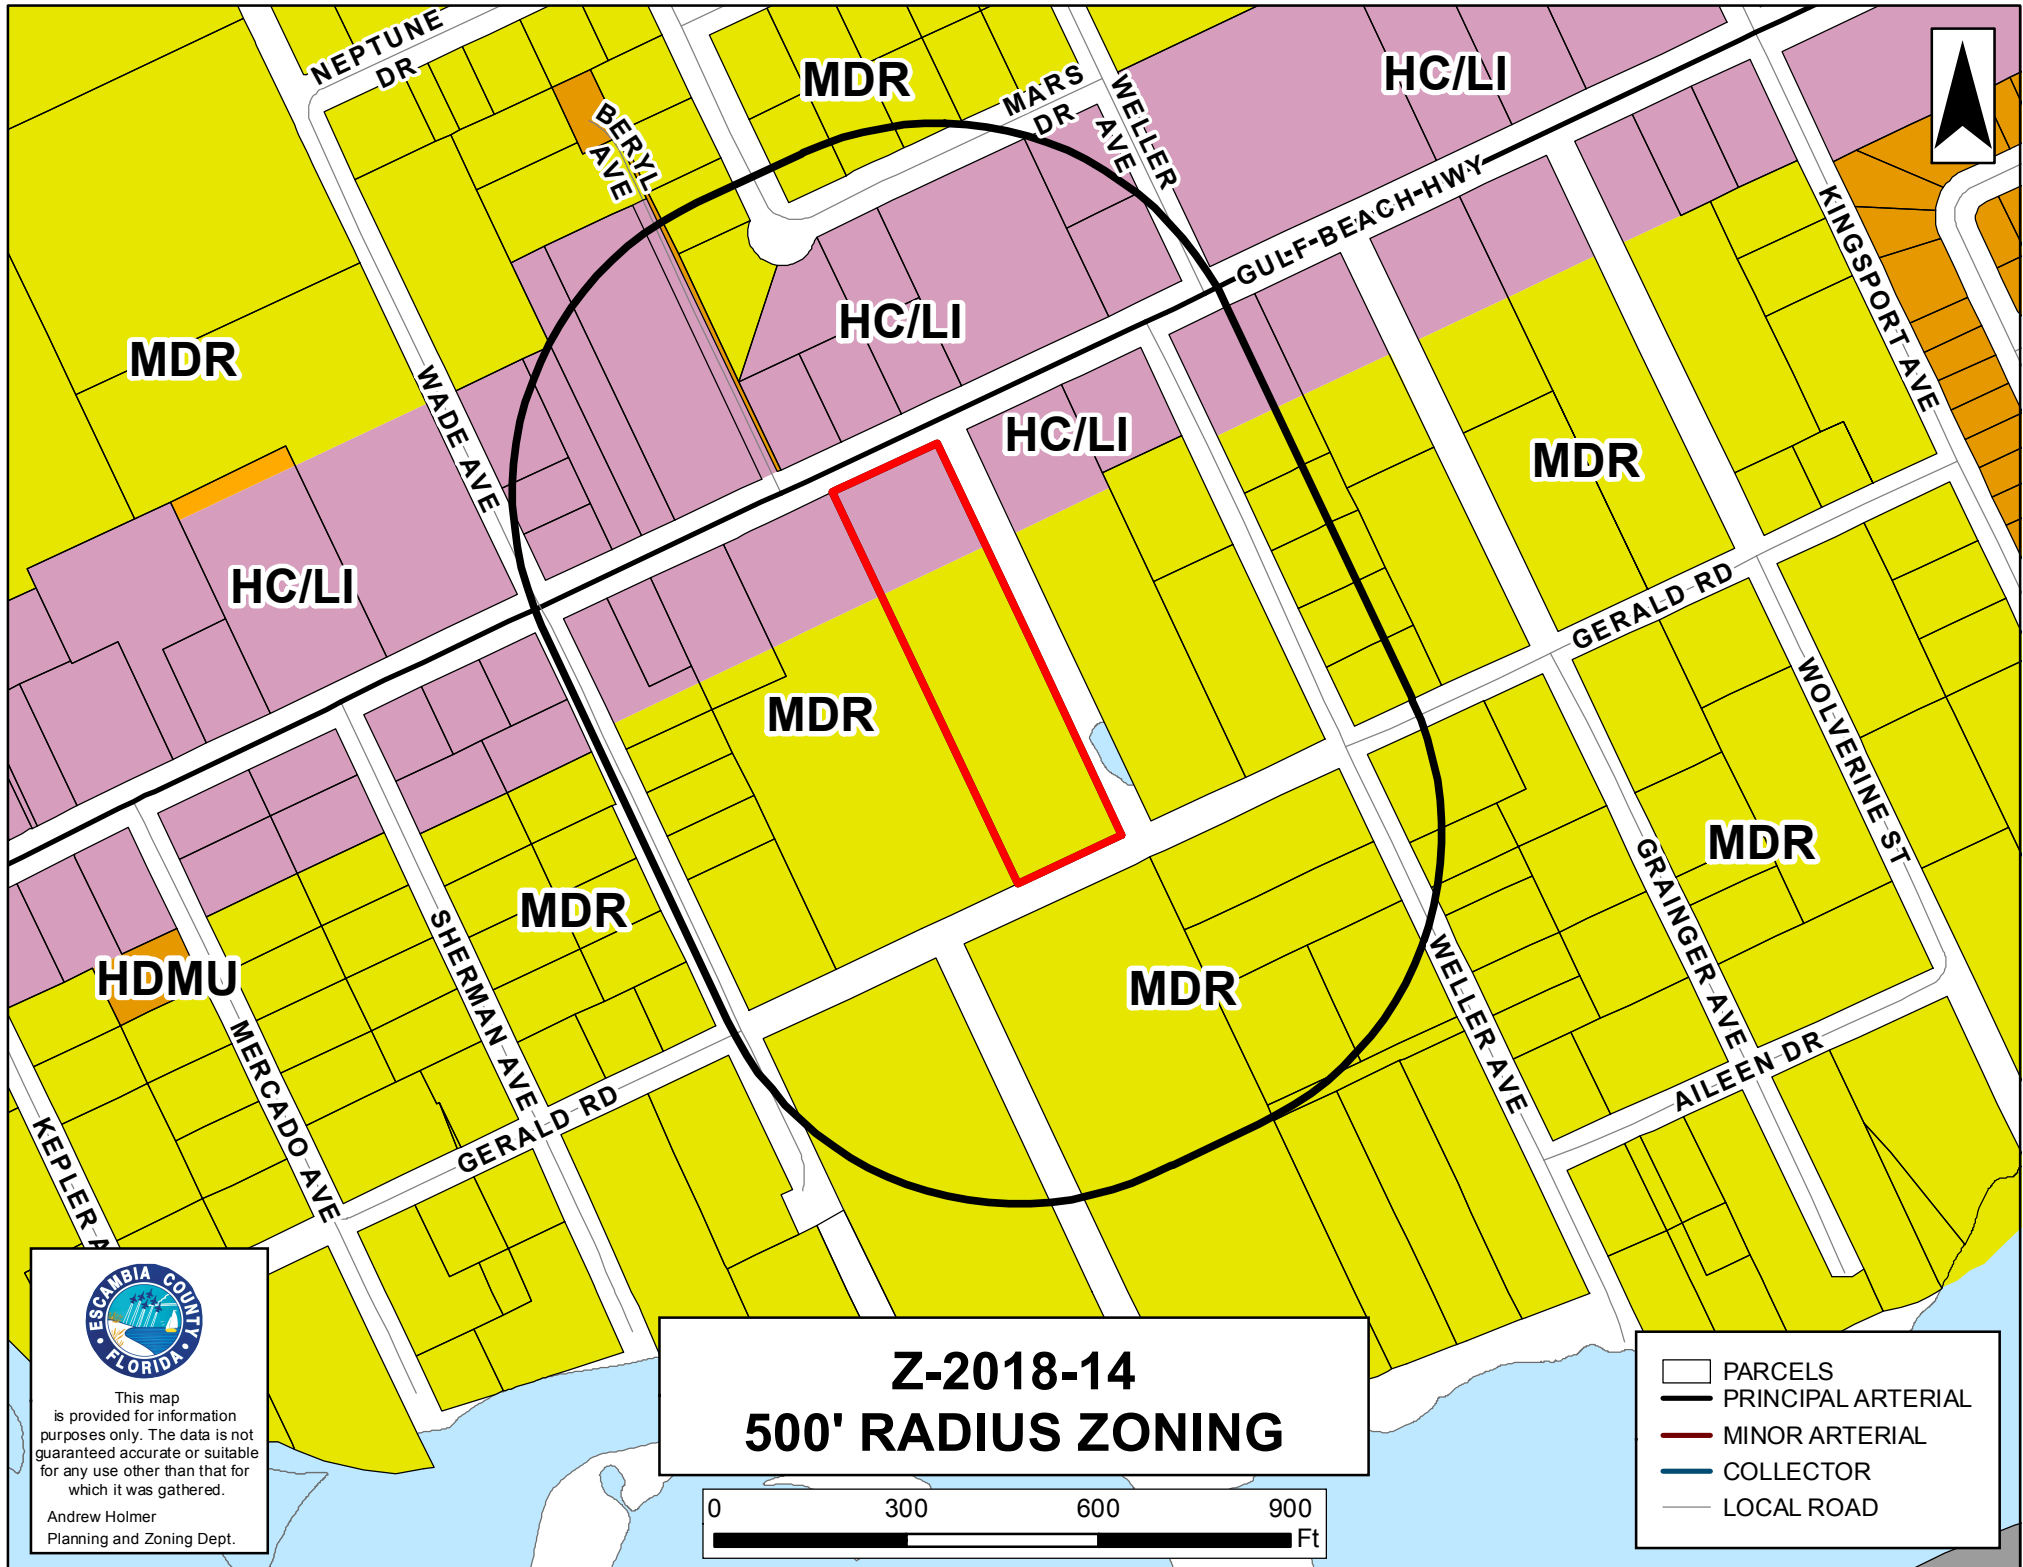 NEPTUNE
DR
BERYL
AVE
MDR
MARS
DR
WELLER
AVE
HC/LI
GULF BEACH HWY
KINGSPORT AVE
MDR
WADE AVE
HC/LI
HC/LI
MDR
HC/LI
MDR
GERALD RD
WOLVERINE ST
MDR
GRAINGER AVE
MDR
SHERMAN AVE
HDMU
MERCADO AVE
MDR
WELLER AVE
AILEEN DR
GERALD RD
KEPLER A
ESCAMBIA COUNTY
FLORIDA
This map
is provided for information
purposes only. The data is not
guaranteed accurate or suitable
for any use other than that for
which it was gathered.
Andrew Holmer
Planning and Zoning Dept.
Z-2018-14
500' RADIUS ZONING
0 300 600 900
Ft
PARCELS
PRINCIPAL ARTERIAL
MINOR ARTERIAL
COLLECTOR
LOCAL ROAD